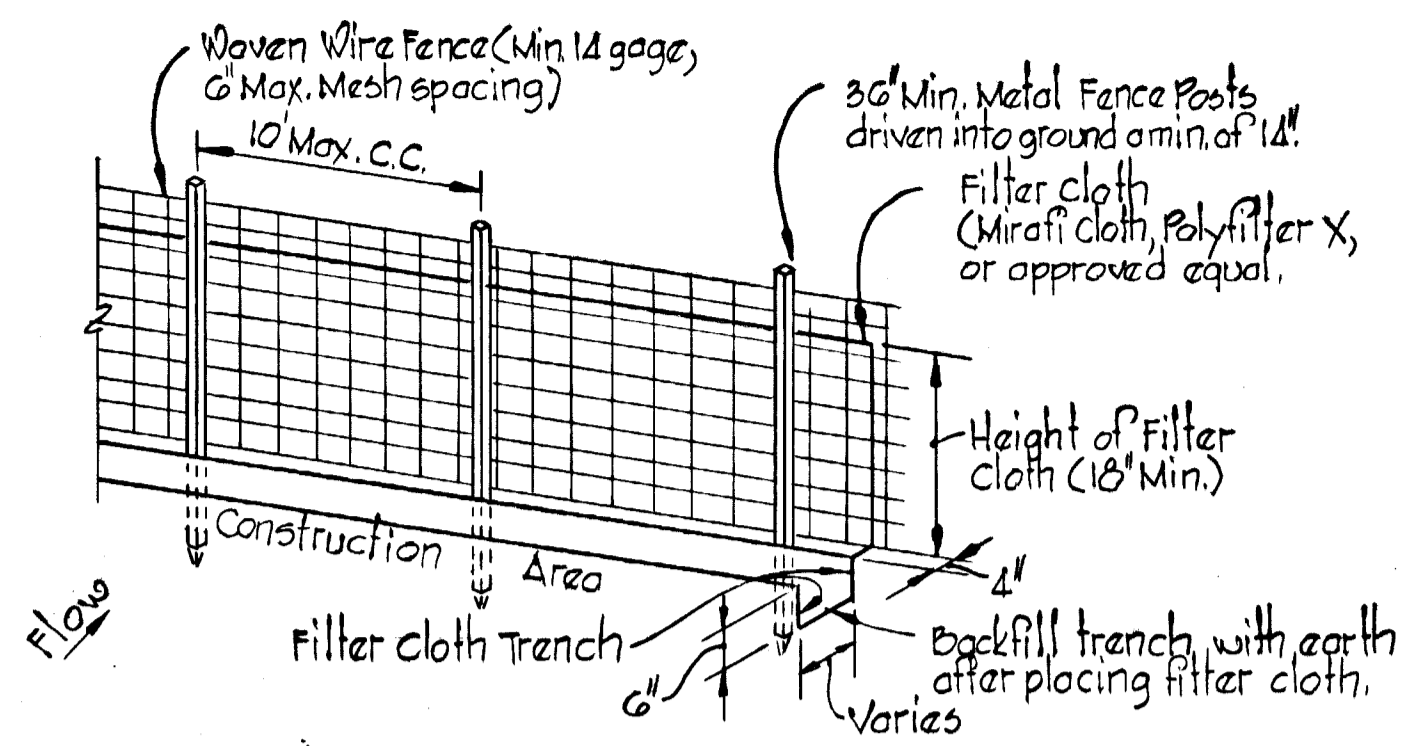 Woven Wire Fence (Min. 14 gage,
6" Max. Mesh spacing)
10' Max. C.C.
36" Min. Metal Fence Posts
driven into ground a min. of 14".
Filter Cloth
(Mirafi Cloth, Polyfilter X,
or approved equal.
Height of Filter
Cloth (18" Min.)
Construction Area
4"
Flow
Filter Cloth Trench
6"
Backfill trench with earth
after placing filter cloth.
Varies